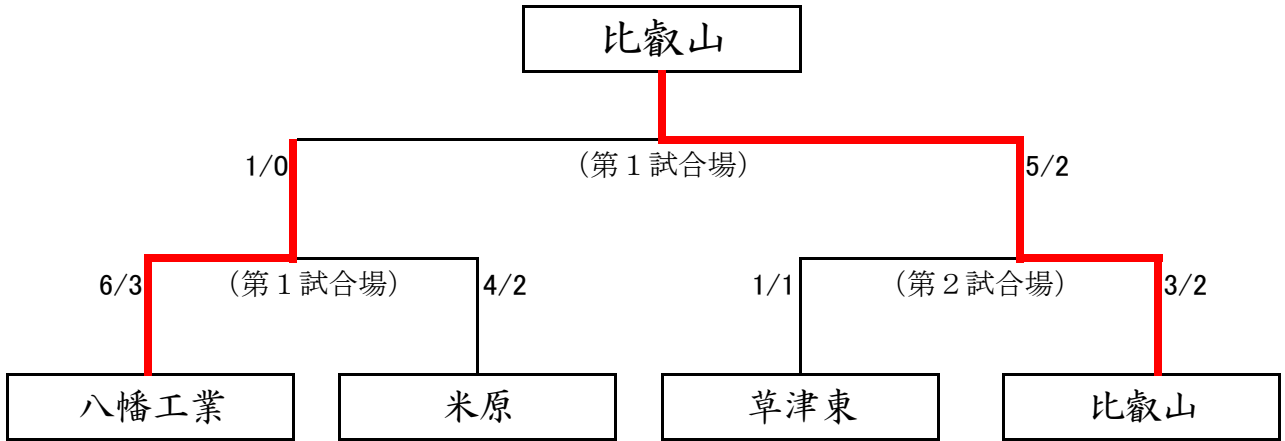 比叡山
1/0 (第１試合場) 5/2
6/3 (第１試合場) 4/2 1/1 (第２試合場) 3/2
八幡工業 米原 草津東 比叡山